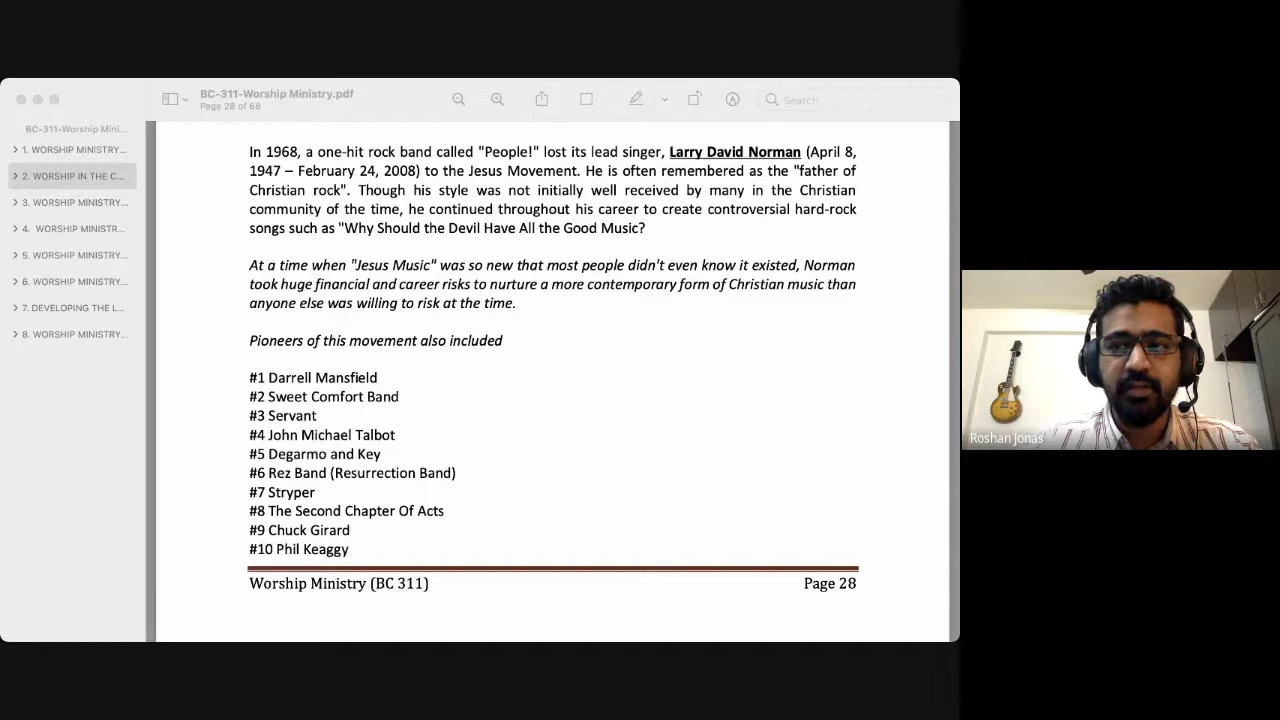 BC-311-Worship Ministry.pdf
Page 28 of 68
Search
BC-311-Worship Mini...
1. WORSHIP MINISTRY...
2. WORSHIP IN THE C...
3. WORSHIP MINISTRY...
4. WORSHIP MINISTR...
5. WORSHIP MINISTRY...
6. WORSHIP MINISTRY...
7. DEVELOPING THE L...
8. WORSHIP MINISTRY...
In 1968, a one-hit rock band called "People!" lost its lead singer, Larry David Norman (April 8,
1947 – February 24, 2008) to the Jesus Movement. He is often remembered as the "father of
Christian rock". Though his style was not initially well received by many in the Christian
community of the time, he continued throughout his career to create controversial hard-rock
songs such as "Why Should the Devil Have All the Good Music?
At a time when "Jesus Music" was so new that most people didn't even know it existed, Norman
took huge financial and career risks to nurture a more contemporary form of Christian music than
anyone else was willing to risk at the time.
Pioneers of this movement also included
#1 Darrell Mansfield
#2 Sweet Comfort Band
#3 Servant
#4 John Michael Talbot
#5 Degarmo and Key
#6 Rez Band (Resurrection Band)
#7 Stryper
#8 The Second Chapter Of Acts
#9 Chuck Girard
#10 Phil Keaggy
Worship Ministry (BC 311) Page 28
Roshan Jonas